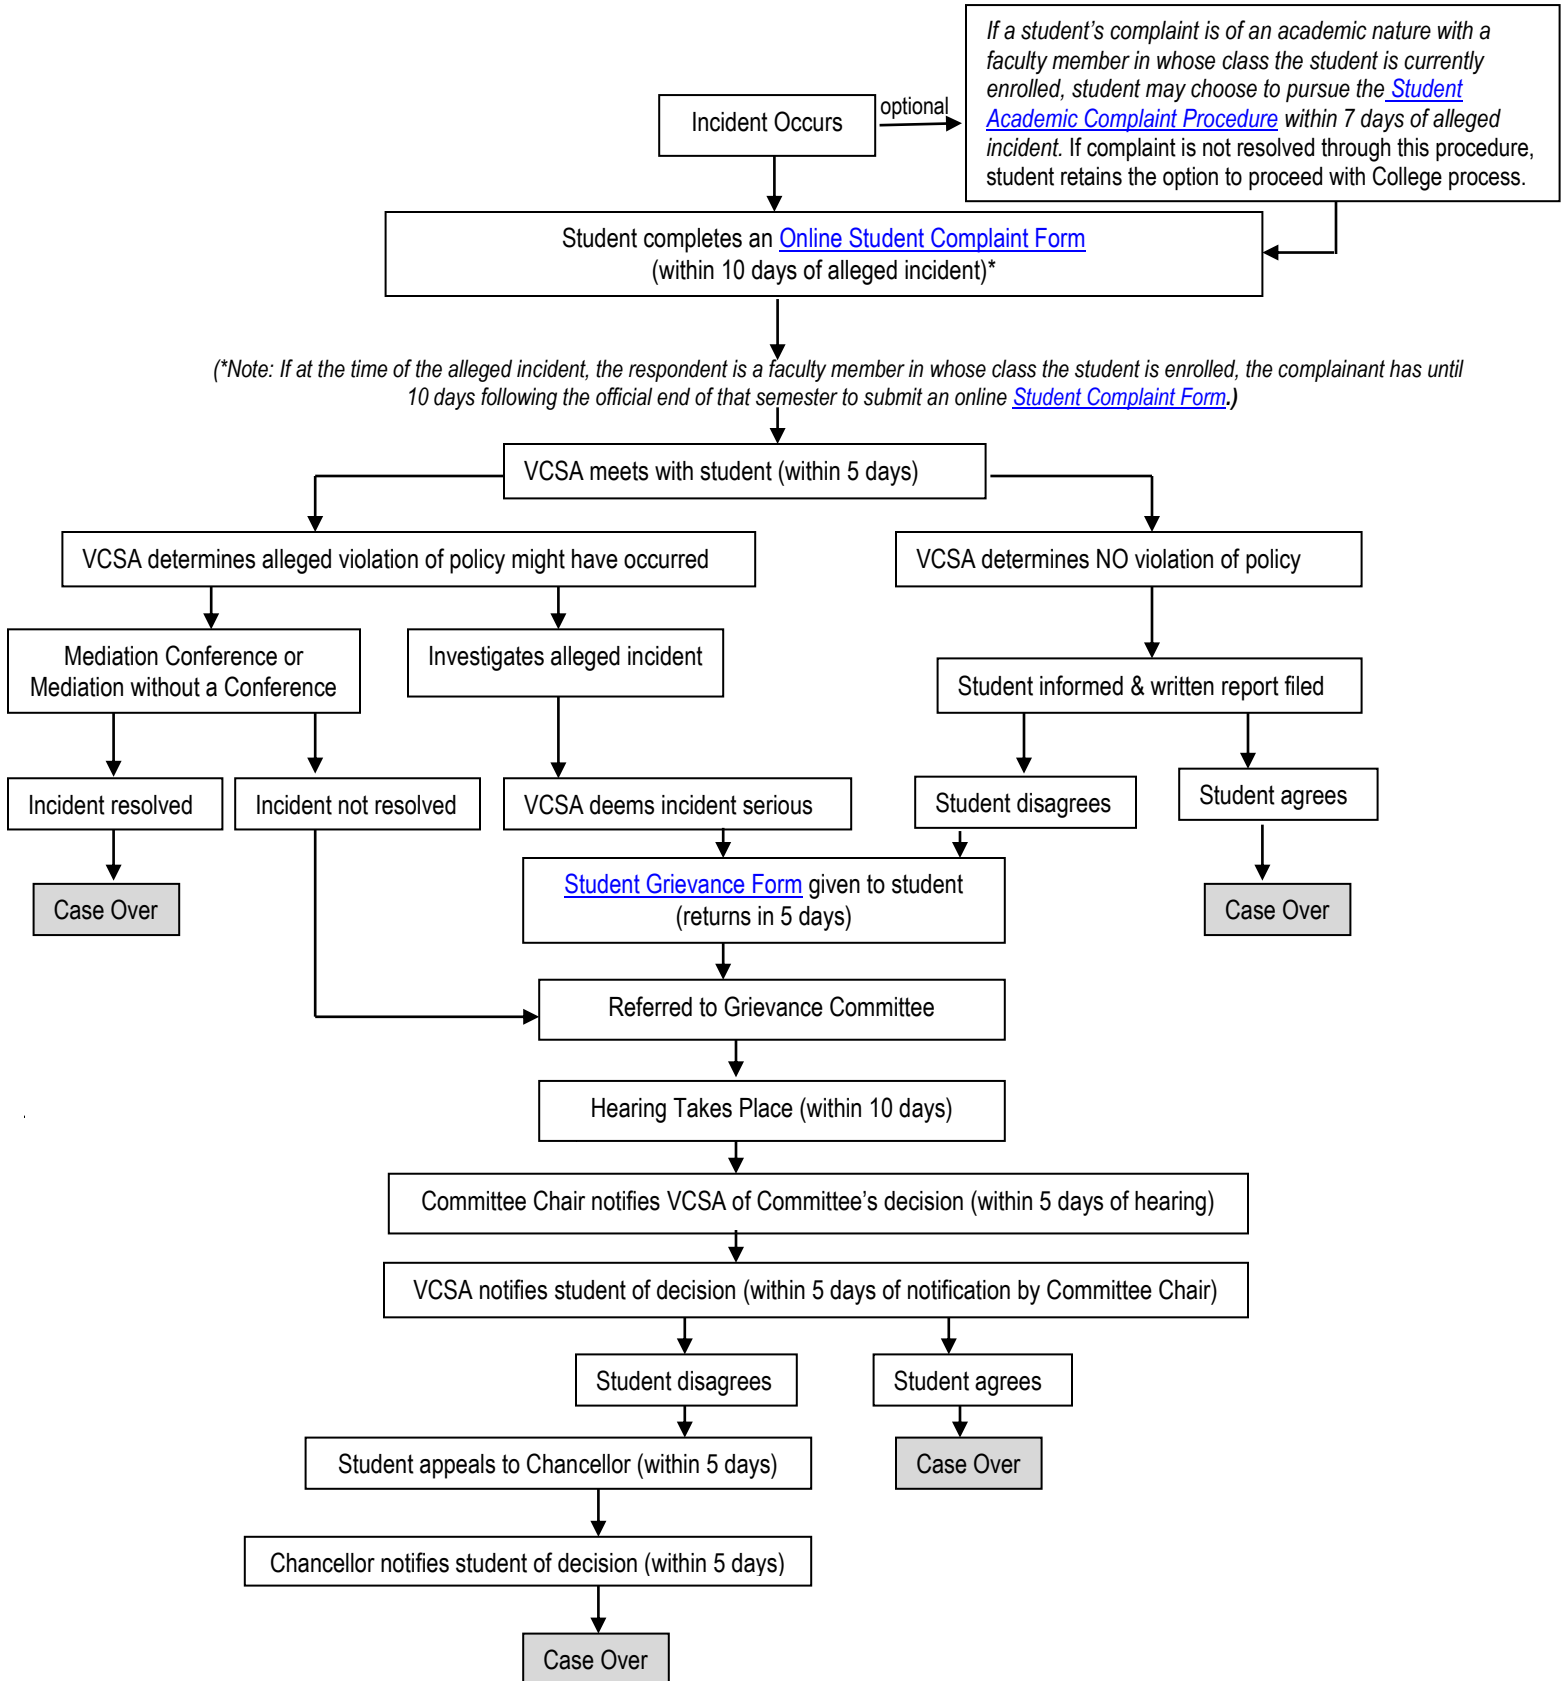 If a student’s complaint is of an academic nature with a
faculty member in whose class the student is currently
enrolled, student may choose to pursue the Student
Academic Complaint Procedure within 7 days of alleged
incident. If complaint is not resolved through this procedure,
student retains the option to proceed with College process.
Incident Occurs
optional
Student completes an Online Student Complaint Form
(within 10 days of alleged incident)*
(*Note: If at the time of the alleged incident, the respondent is a faculty member in whose class the student is enrolled, the complainant has until
10 days following the official end of that semester to submit an online Student Complaint Form.)
VCSA meets with student (within 5 days)
VCSA determines alleged violation of policy might have occurred
VCSA determines NO violation of policy
Mediation Conference or
Mediation without a Conference
Investigates alleged incident
Student informed & written report filed
Incident resolved
Incident not resolved
VCSA deems incident serious
Student disagrees
Student agrees
Student Grievance Form given to student
(returns in 5 days)
Case Over
Case Over
Referred to Grievance Committee
Hearing Takes Place (within 10 days)
Committee Chair notifies VCSA of Committee’s decision (within 5 days of hearing)
VCSA notifies student of decision (within 5 days of notification by Committee Chair)
Student disagrees
Student agrees
Student appeals to Chancellor (within 5 days)
Case Over
Chancellor notifies student of decision (within 5 days)
Case Over